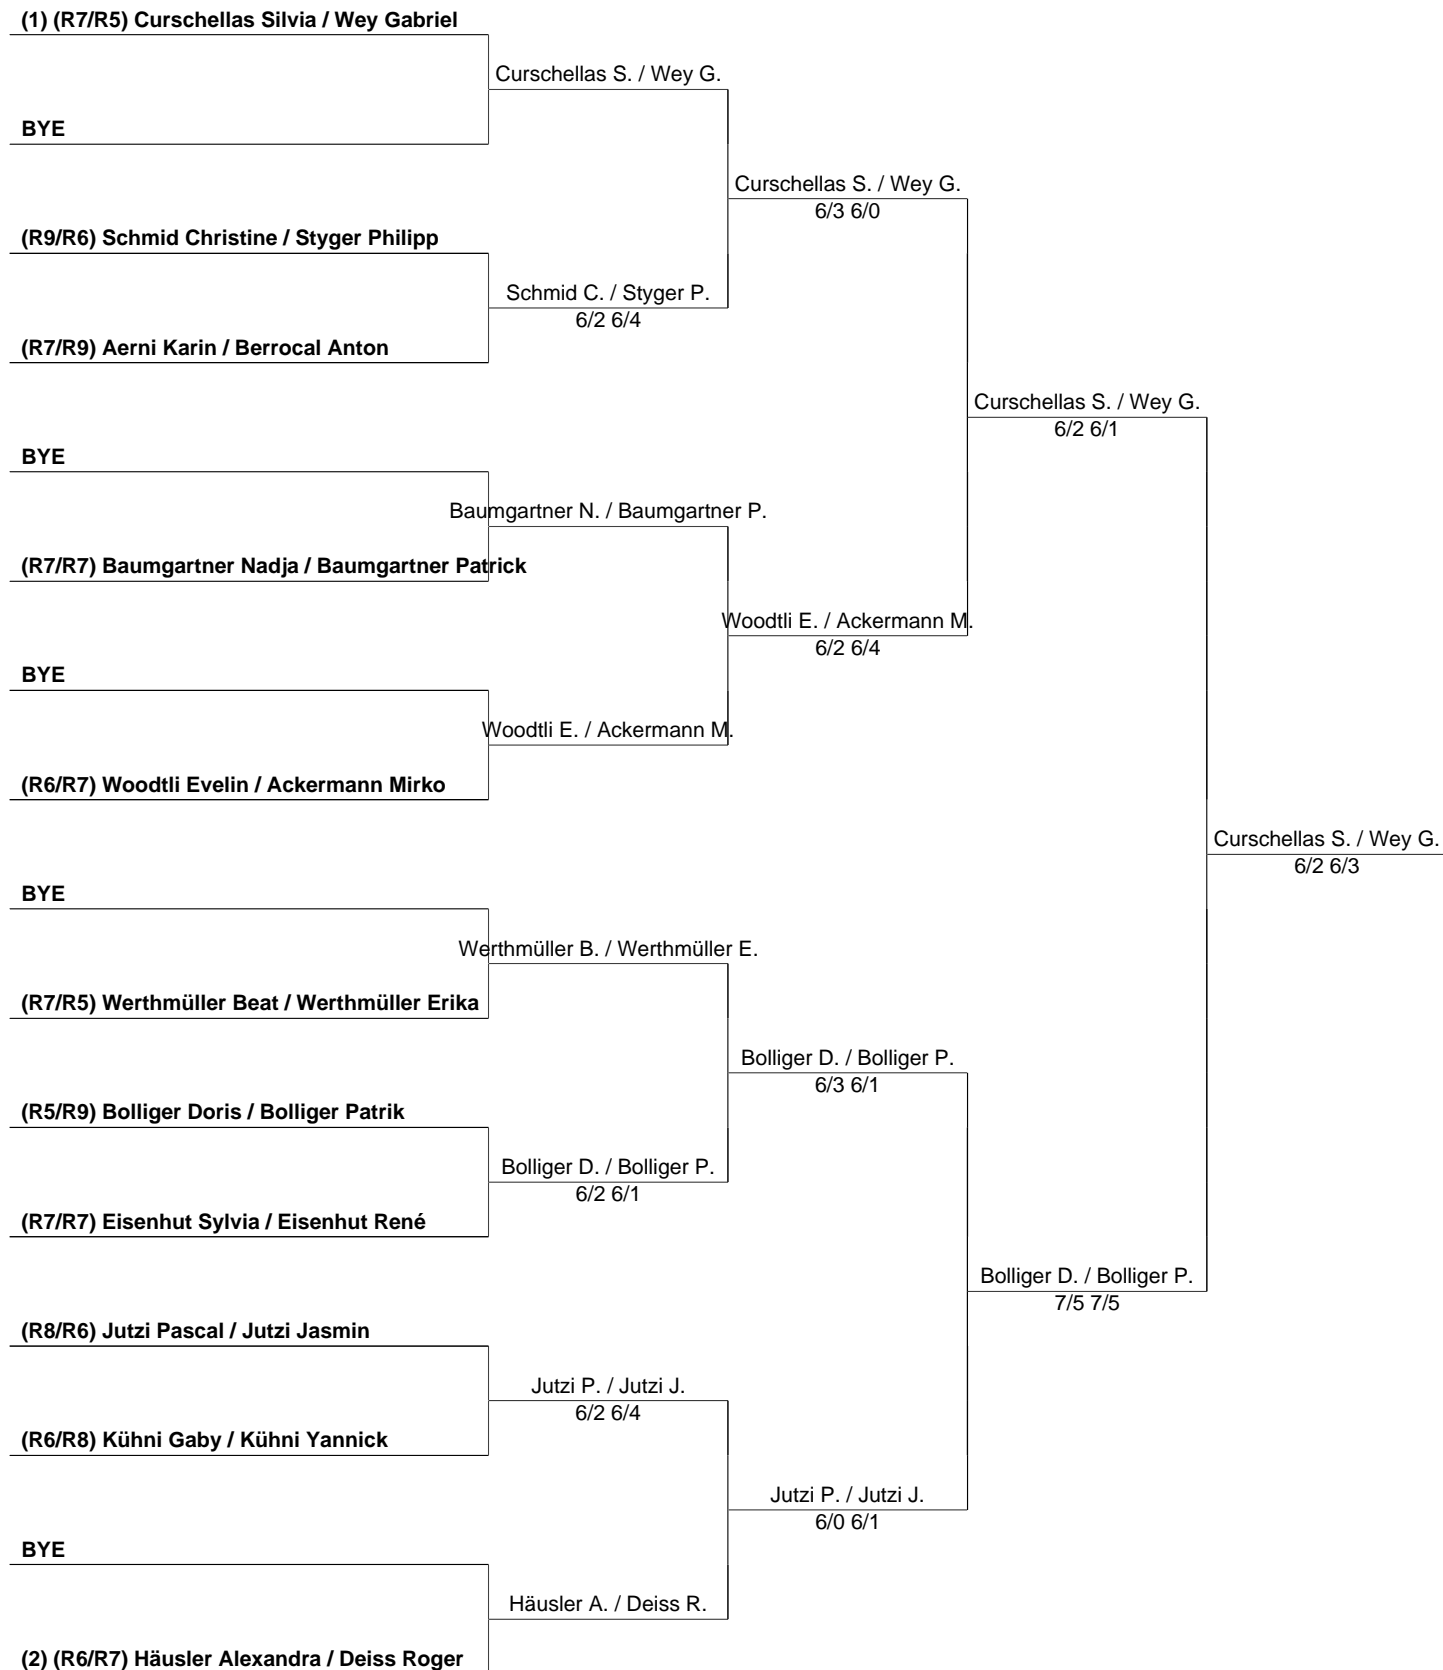 (1) (R7/R5) Curschellas Silvia / Wey Gabriel
Curschellas S. / Wey G.
BYE
Curschellas S. / Wey G.
6/3 6/0
(R9/R6) Schmid Christine / Styger Philipp
Schmid C. / Styger P.
6/2 6/4
(R7/R9) Aerni Karin / Berrocal Anton
Curschellas S. / Wey G.
6/2 6/1
BYE
Baumgartner N. / Baumgartner P.
(R7/R7) Baumgartner Nadja / Baumgartner Patrick
Woodtli E. / Ackermann M.
6/2 6/4
BYE
Woodtli E. / Ackermann M.
(R6/R7) Woodtli Evelin / Ackermann Mirko
Curschellas S. / Wey G.
6/2 6/3
BYE
Werthmüller B. / Werthmüller E.
(R7/R5) Werthmüller Beat / Werthmüller Erika
Bolliger D. / Bolliger P.
6/3 6/1
(R5/R9) Bolliger Doris / Bolliger Patrik
Bolliger D. / Bolliger P.
6/2 6/1
(R7/R7) Eisenhut Sylvia / Eisenhut René
Bolliger D. / Bolliger P.
7/5 7/5
(R8/R6) Jutzi Pascal / Jutzi Jasmin
Jutzi P. / Jutzi J.
6/2 6/4
(R6/R8) Kühni Gaby / Kühni Yannick
Jutzi P. / Jutzi J.
6/0 6/1
BYE
Häusler A. / Deiss R.
(2) (R6/R7) Häusler Alexandra / Deiss Roger